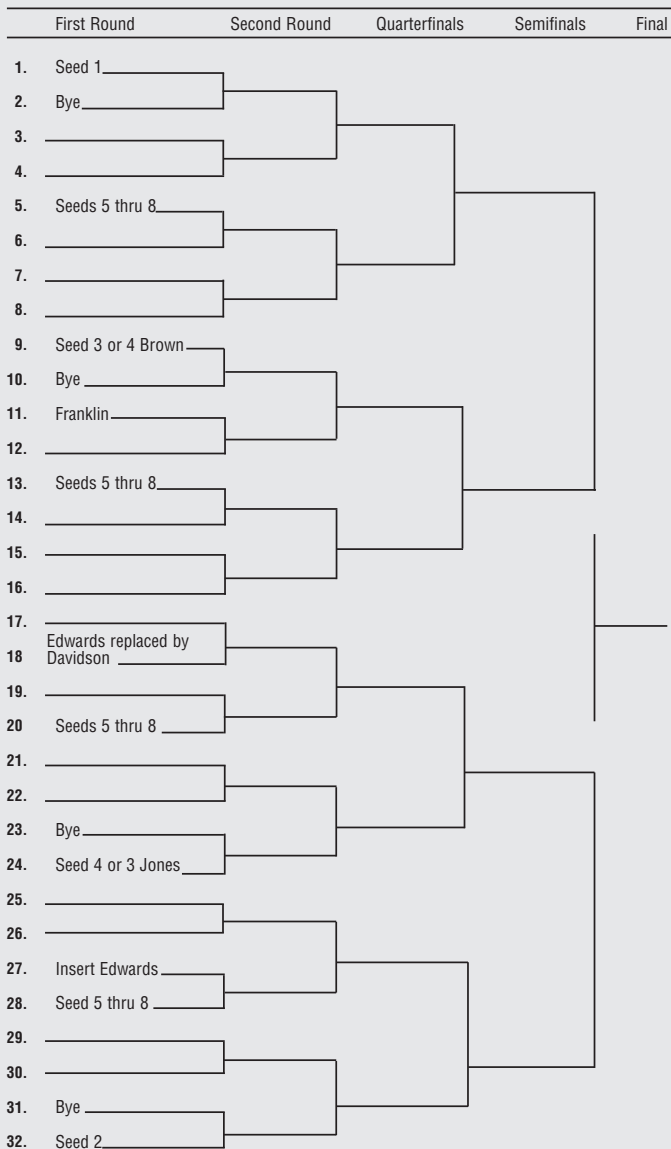 First Round Second Round Quarterfinals Semifinals Final
1. Seed 1
2. Bye
3.
4.
5. Seeds 5 thru 8
6.
7.
8.
9. Seed 3 or 4 Brown
10. Bye
11. Franklin
12.
13. Seeds 5 thru 8
14.
15.
16.
17.
Edwards replaced by
18 Davidson
19.
20 Seeds 5 thru 8
21.
22.
23. Bye
24. Seed 4 or 3 Jones
25.
26.
27. Insert Edwards
28. Seed 5 thru 8
29.
30.
31. Bye
32. Seed 2